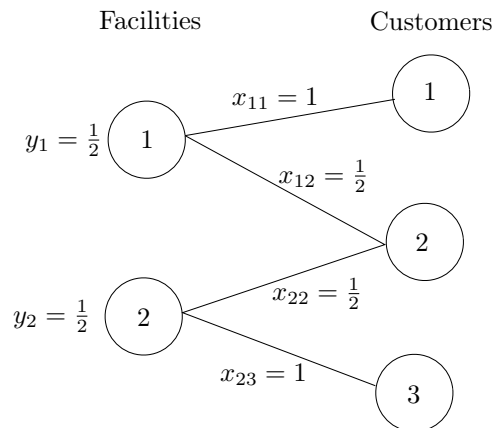 Facilities Customers
1
x₁₁ = 1
y₁ = 1/2 1
x₁₂ = 1/2
2
x₂₂ = 1/2
y₂ = 1/2 2
x₂₃ = 1
3